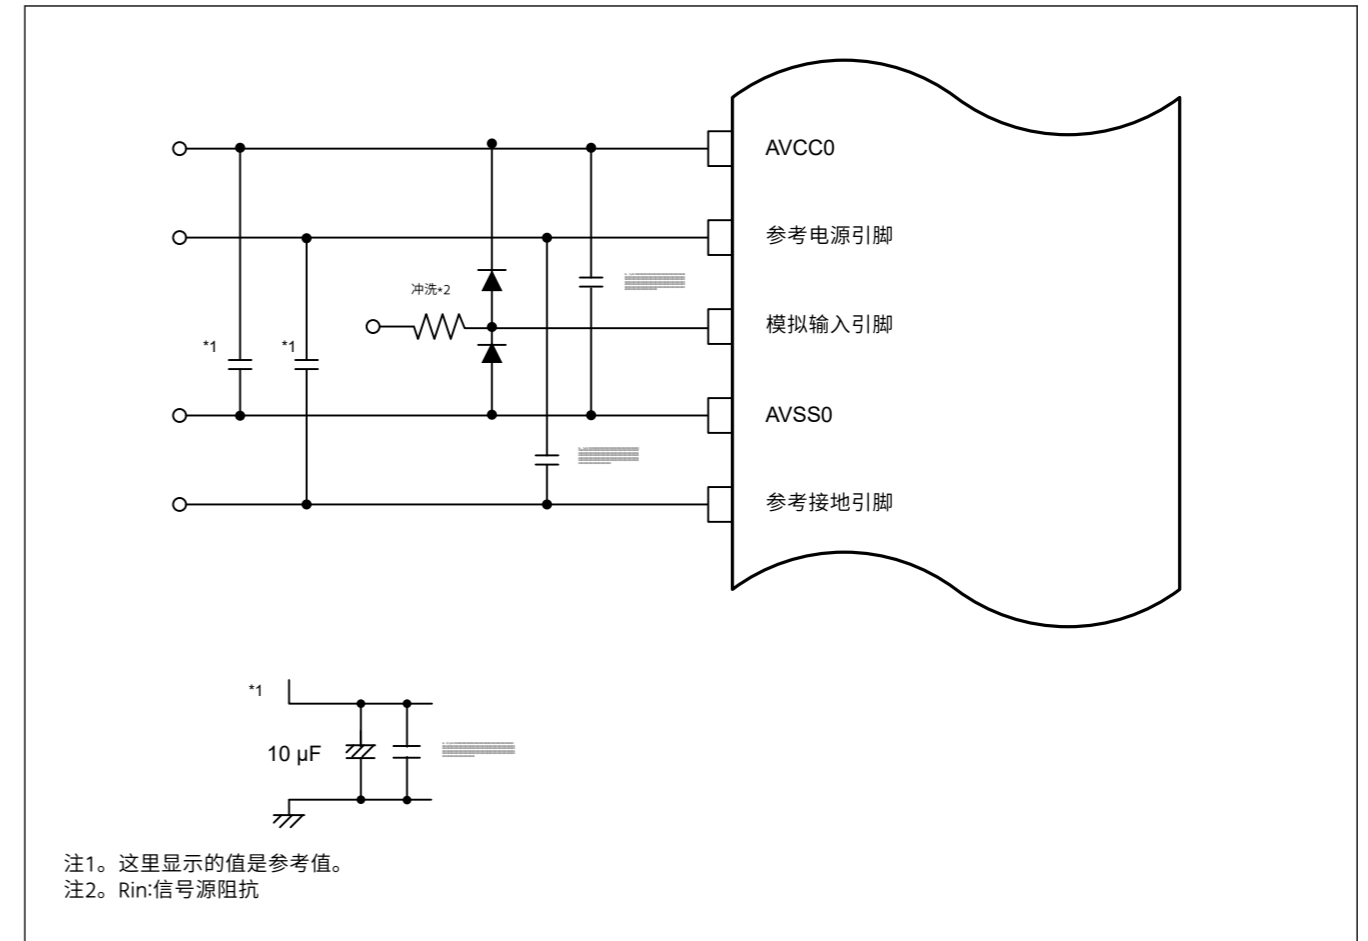 AVCC0
参考电源引脚
冲洗*2
模拟输入引脚
*1
*1
AVSS0
参考接地引脚
*1
10 µF
注1。这里显示的值是参考值。
注2。Rin:信号源阻抗